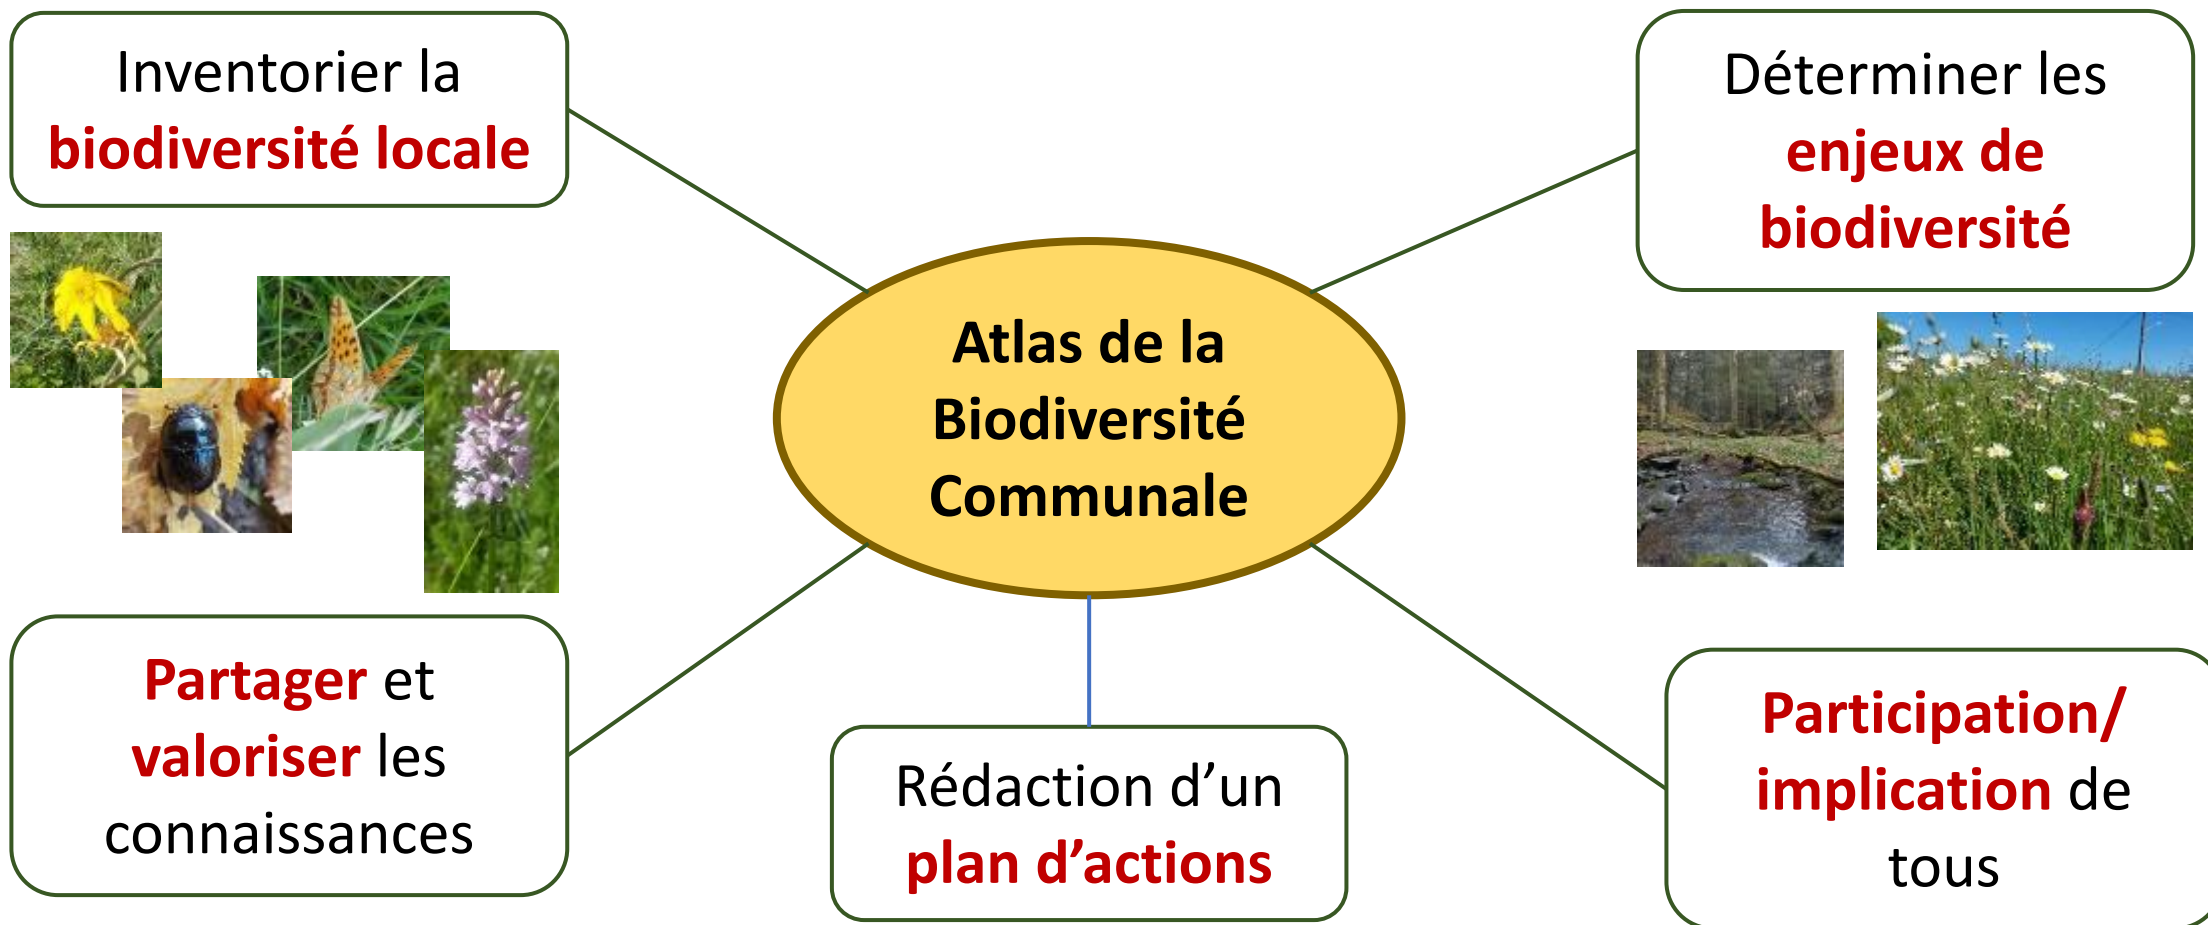 Inventorier la
biodiversité locale
Déterminer les
enjeux de
biodiversité
Atlas de la
Biodiversité
Communale
Partager et
valoriser les
connaissances
Rédaction d’un
plan d’actions
Participation/
implication de
tous